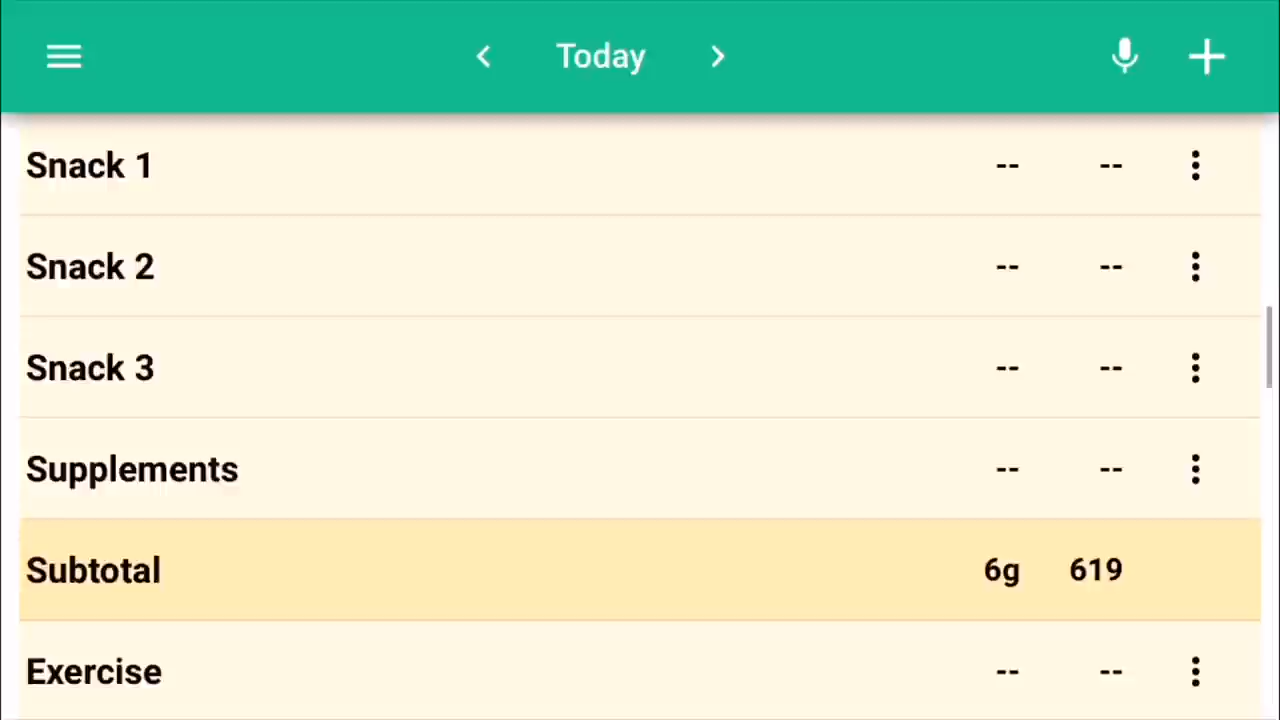 Today
Snack 1 -- --
Snack 2 -- --
Snack 3 -- --
Supplements -- --
Subtotal 6g 619
Exercise -- --